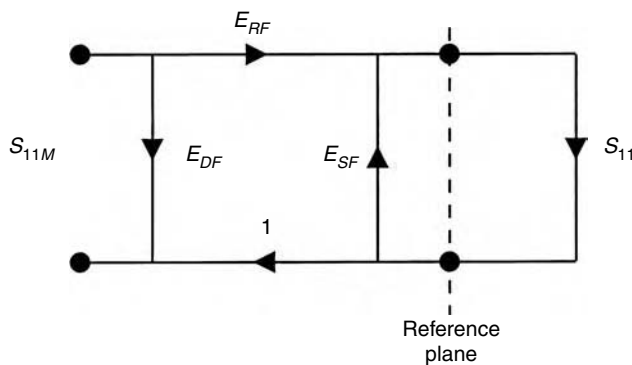 E_RF
S_11M
E_DF
E_SF
S_11
1
Reference
plane